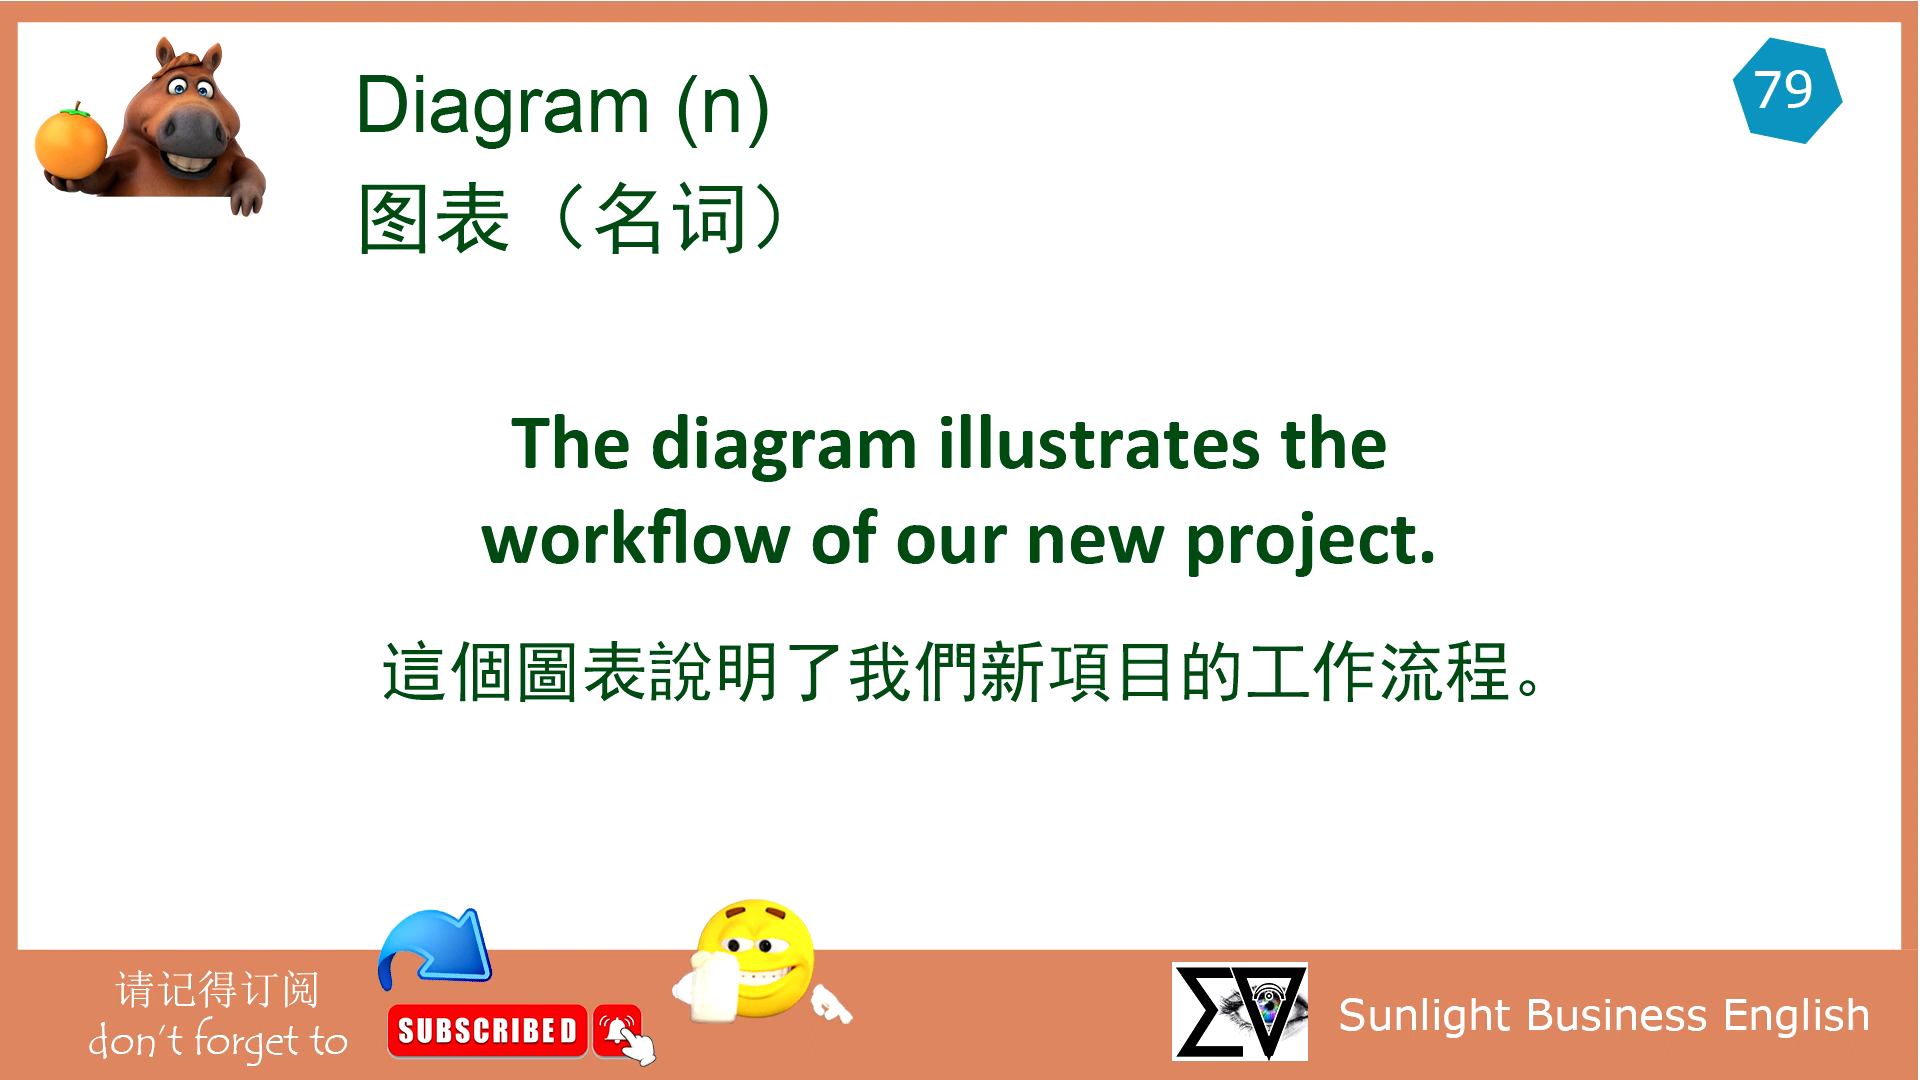 Diagram (n)
79
图表（名词）
The diagram illustrates the
workflow of our new project.
這個圖表說明了我們新項目的工作流程。
请记得订阅
don't forget to
SUBSCRIBED
Sunlight Business English